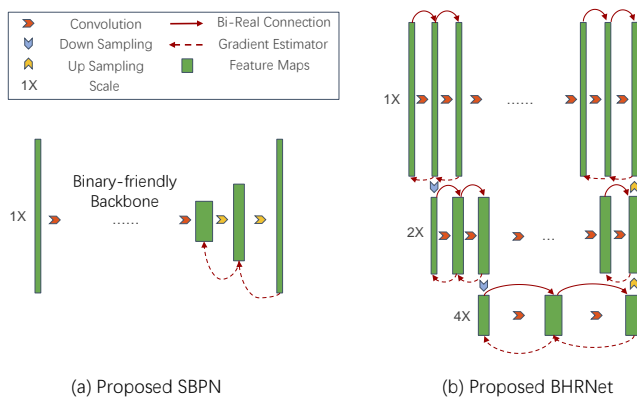 Convolution
Bi-Real Connection
Down Sampling
Gradient Estimator
Up Sampling
Feature Maps
1X
Scale
1X
Binary-friendly
Backbone
......
(a) Proposed SBPN
1X
......
2X
...
4X
(b) Proposed BHRNet